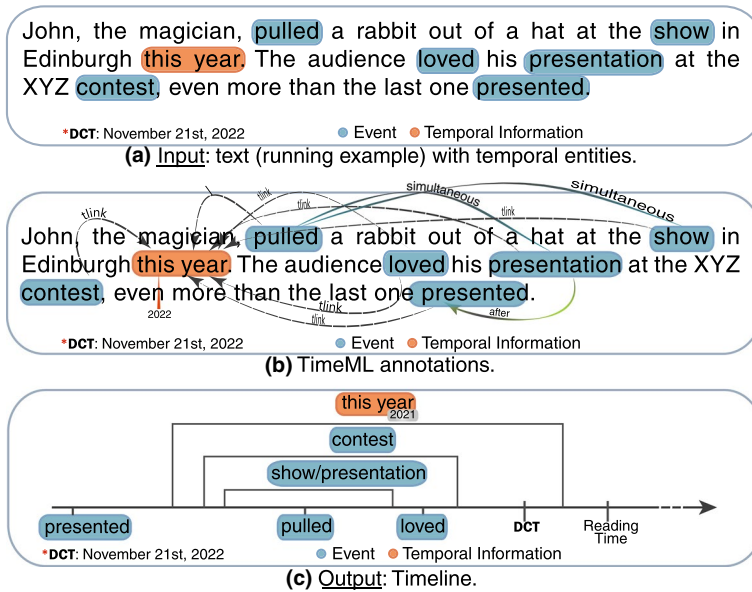 John, the magician, pulled a rabbit out of a hat at the show in
Edinburgh this year. The audience loved his presentation at the
XYZ contest, even more than the last one presented.
*DCT: November 21st, 2022 Event Temporal Information
(a) Input: text (running example) with temporal entities.
tlink tlink simultaneous simultaneous tlink
John, the magician, pulled a rabbit out of a hat at the show in
Edinburgh this year. The audience loved his presentation at the XYZ
contest, even more than the last one presented.
tlink
2022 tlink after
*DCT: November 21st, 2022 Event Temporal Information
(b) TimeML annotations.
this year
2021
contest
show/presentation
presented pulled loved DCT Reading
Time
*DCT: November 21st, 2022 Event Temporal Information
(c) Output: Timeline.